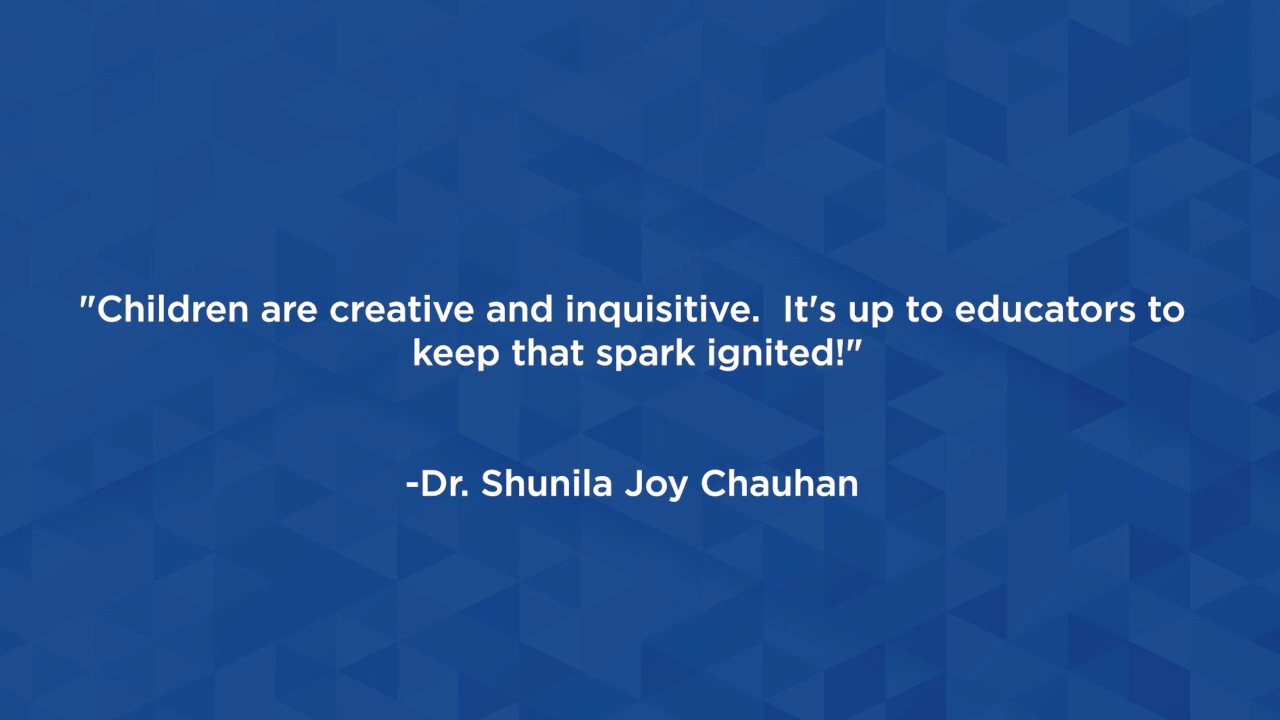 "Children are creative and inquisitive.  It's up to educators to
keep that spark ignited!"
-Dr. Shunila Joy Chauhan